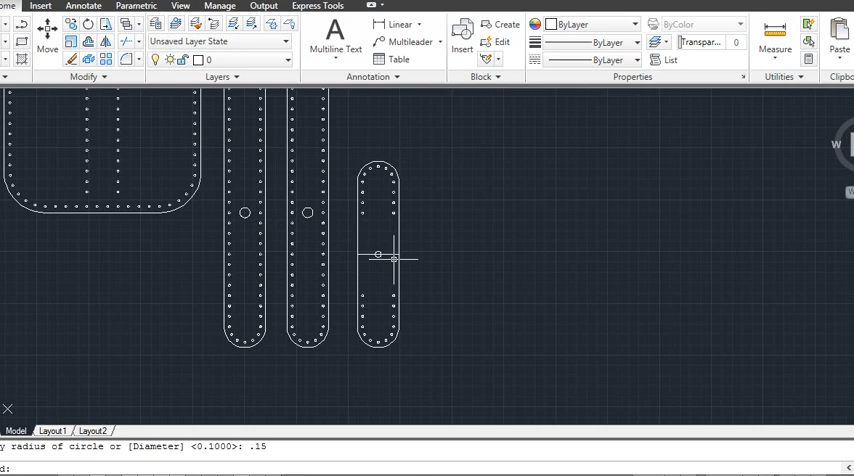 ome Insert Annotate Parametric View Manage Output Express Tools
Move
Unsaved Layer State
0
A
Multiline Text
Linear
Multileader
Table
Insert
Create
Edit
ByLayer
ByLayer
ByLayer
ByColor
Transpar... 0
List
Measure
Paste
Modify
Layers
Annotation
Block
Properties
Utilities
Clipbo
W
W
X
Model Layout1 Layout2
y radius of circle or [Diameter] <0.1000>: .15
d: